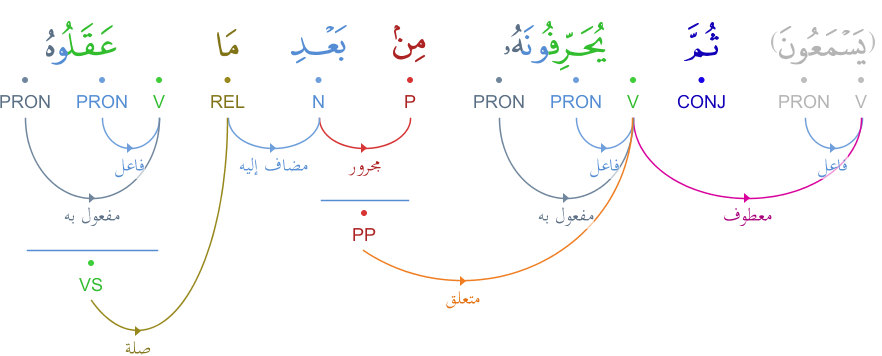 (يَسْمَعُونَ) ثُمَّ يُحَرِّفُونَهُۥ مِنۢ بَعْدِ مَا عَقَلُوهُ
V PRON CONJ V PRON PRON P N REL V PRON PRON
فاعل فاعل مجرور مضاف إليه فاعل
معطوف مفعول به مفعول به
PP
VS
متعلق
صلة